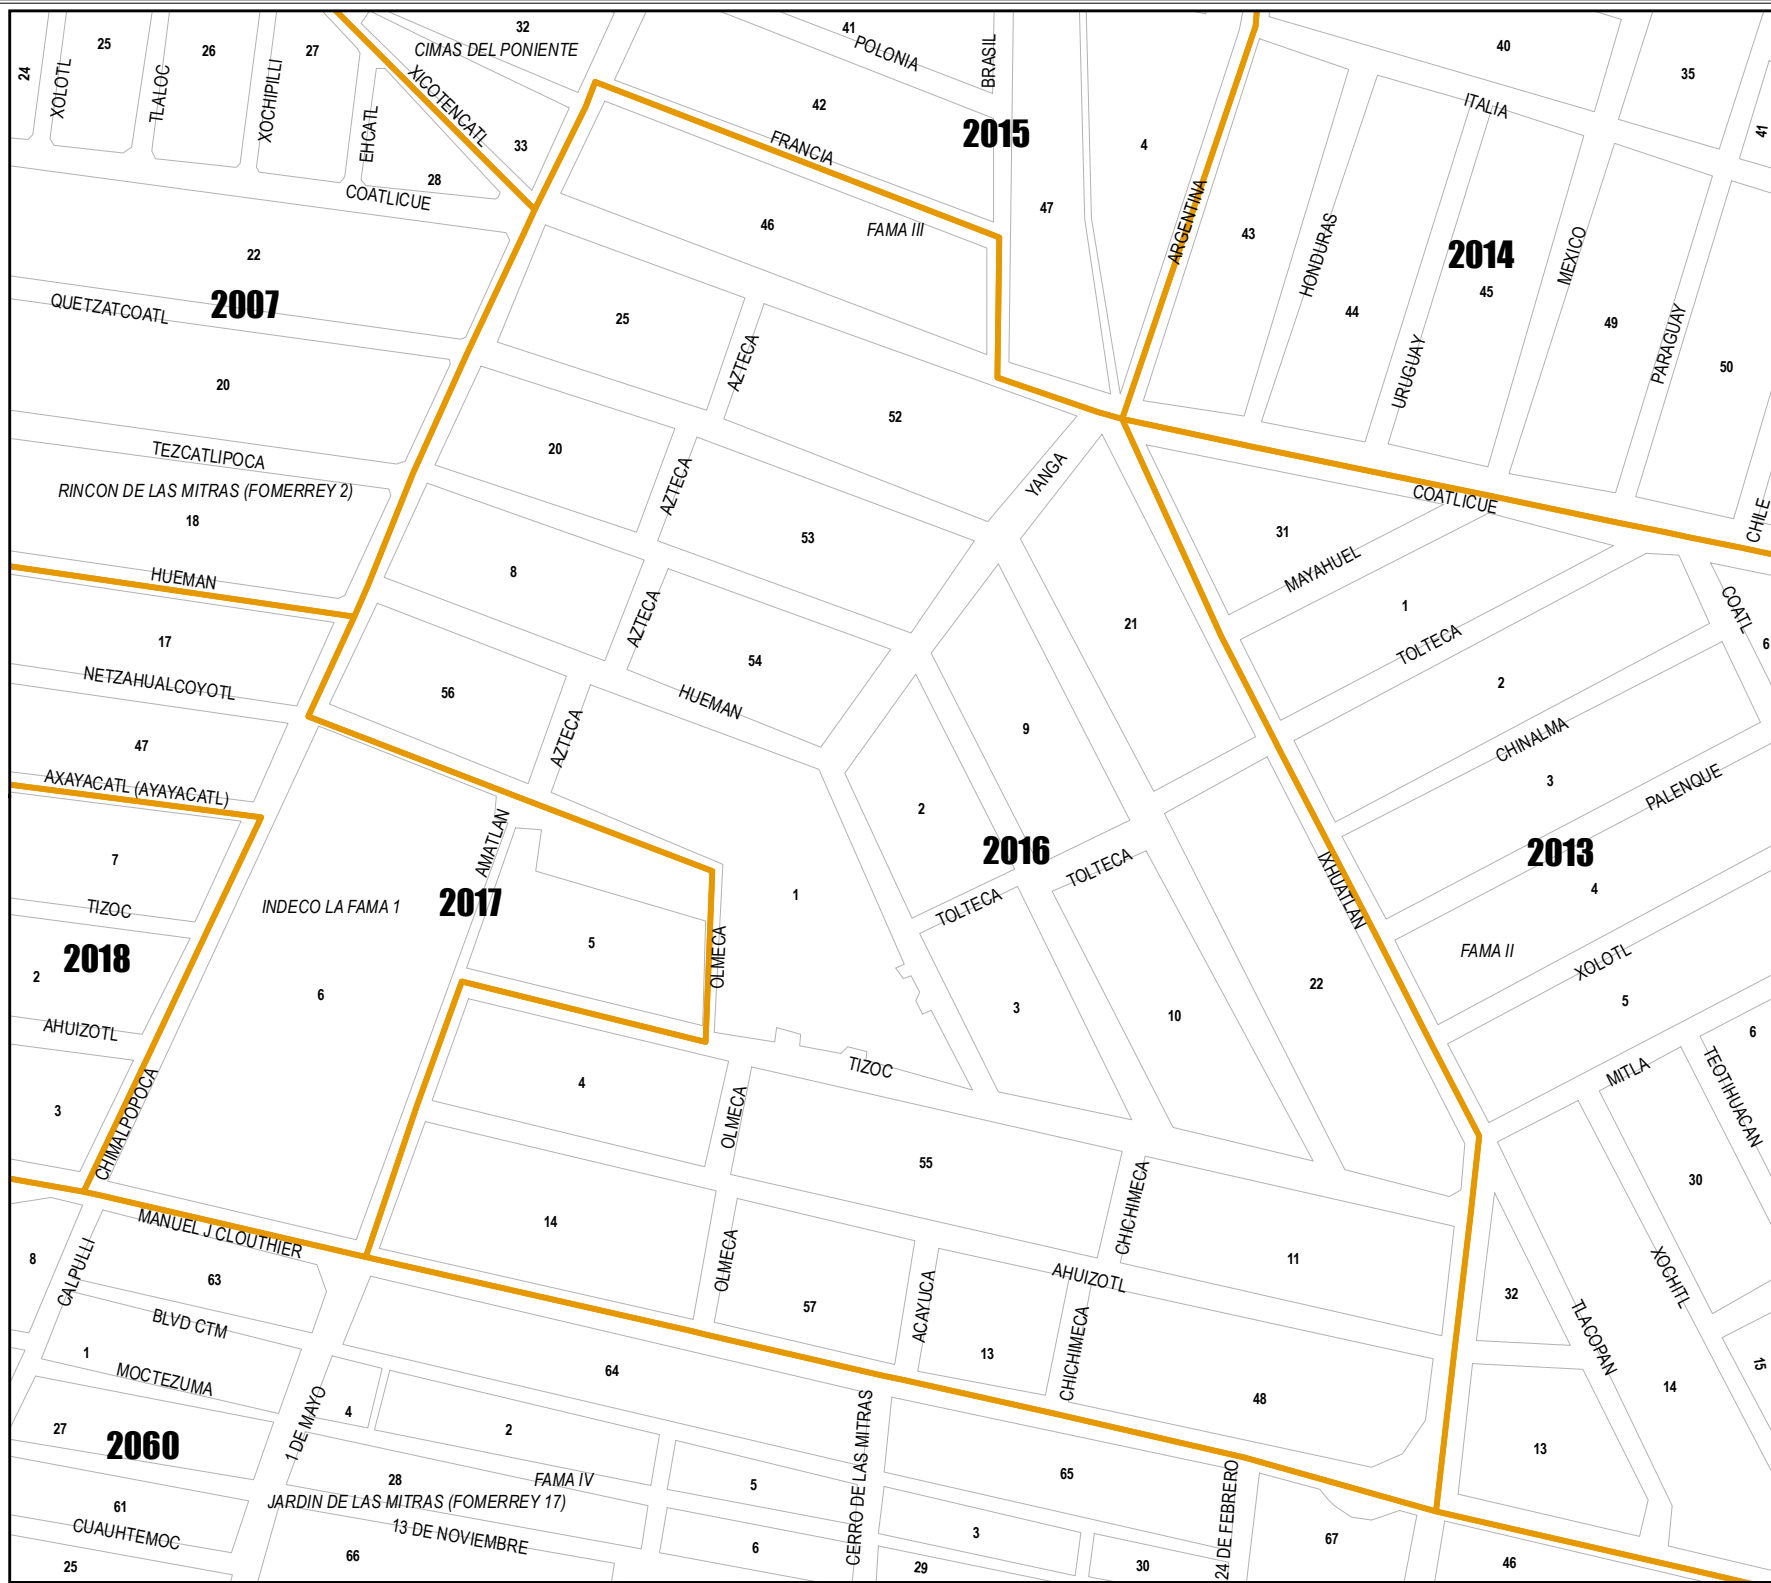 32
41
25
26
27
24
CIMAS DEL PONIENTE
POLONIA
BRASIL
40
35
XOLOTL
TLALOC
XOCHIPILLI
EHCATL
XICOTENCATL
33
28
42
FRANCIA
2015
4
ITALIA
41
COATLICUE
22
46
FAMA III
47
ARGENTINA
43
HONDURAS
2014
45
MEXICO
QUETZATCOATL
2007
25
AZTECA
44
URUGUAY
49
PARAGUAY
50
20
52
TEZCATLIPOCA
20
AZTECA
YANGA
RINCON DE LAS MITRAS (FOMERREY 2)
18
COATLICUE
CHILE
53
31
MAYAHUEL
HUEMAN
8
AZTECA
1
COATL
17
54
21
TOLTECA
6
NETZAHUALCOYOTL
56
HUEMAN
2
9
AZTECA
CHINALMA
47
AXAYACATL (AYAYACATL)
3
PALENQUE
2
AMATLAN
2016
TOLTECA
IXHUATLAN
2013
7
TIZOC
INDECO LA FAMA 1
2017
1
TOLTECA
4
2018
5
OLMECA
FAMA II
XOLOTL
2
6
22
5
3
10
AHUIZOTL
6
TIZOC
MITLA
TEOTIHUACAN
4
3
CHIMALPOPOCA
OLMECA
55
CHICHIMECA
30
MANUEL J CLOUTHIER
14
8
CALPULLI
63
OLMECA
11
AHUIZOTL
XOCHITL
57
ACAYUCA
32
BLVD CTM
TLACOPAN
1
64
13
CHICHIMECA
15
MOCTEZUMA
14
1 DE MAYO
4
48
27
2
CERRO DE LAS MITRAS
2060
13
28
FAMA IV
5
65
24 DE FEBRERO
61
JARDIN DE LAS MITRAS (FOMERREY 17)
CUAUHTEMOC
13 DE NOVIEMBRE
3
67
66
6
25
29
30
46